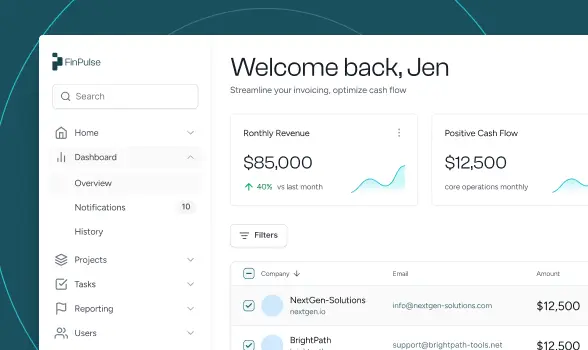 FinPulse
Search
Home
Dashboard
Overview
Notifications 10
History
Projects
Tasks
Reporting
Users
Welcome back, Jen
Streamline your invoicing, optimize cash flow
Ronthly Revenue
$85,000
40% vs last month
Positive Cash Flow
$12,500
core operations monthly
Filters
Company Email Amount
NextGen-Solutions
nextgen.io
info@nextgen-solutions.com
$12,500
BrightPath
support@brightpath-tools.net
$12,500